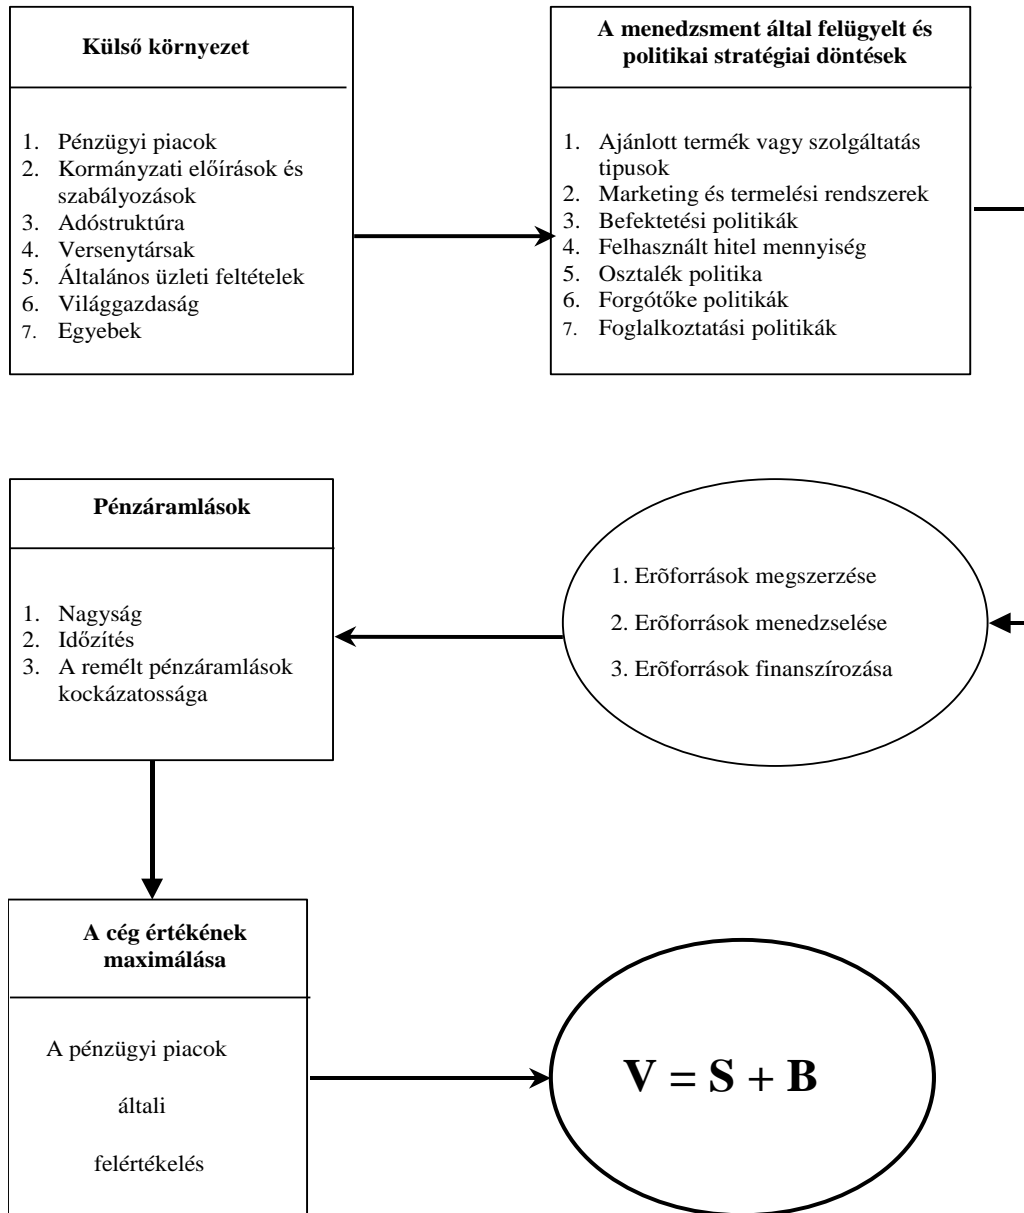 Külső környezet
1. Pénzügyi piacok
2. Kormányzati előírások és
szabályozások
3. Adóstruktúra
4. Versenytársak
5. Általános üzleti feltételek
6. Világgazdaság
7. Egyebek
A menedzsment által felügyelt és
politikai stratégiai döntések
1. Ajánlott termék vagy szolgáltatás
tipusok
2. Marketing és termelési rendszerek
3. Befektetési politikák
4. Felhasznált hitel mennyiség
5. Osztalék politika
6. Forgótőke politikák
7. Foglalkoztatási politikák
Pénzáramlások
1. Nagyság
2. Időzítés
3. A remélt pénzáramlások
kockázatossága
1. Erõforrások megszerzése
2. Erõforrások menedzselése
3. Erõforrások finanszírozása
A cég értékének
maximálása
A pénzügyi piacok
általi
felértékelés
V = S + B